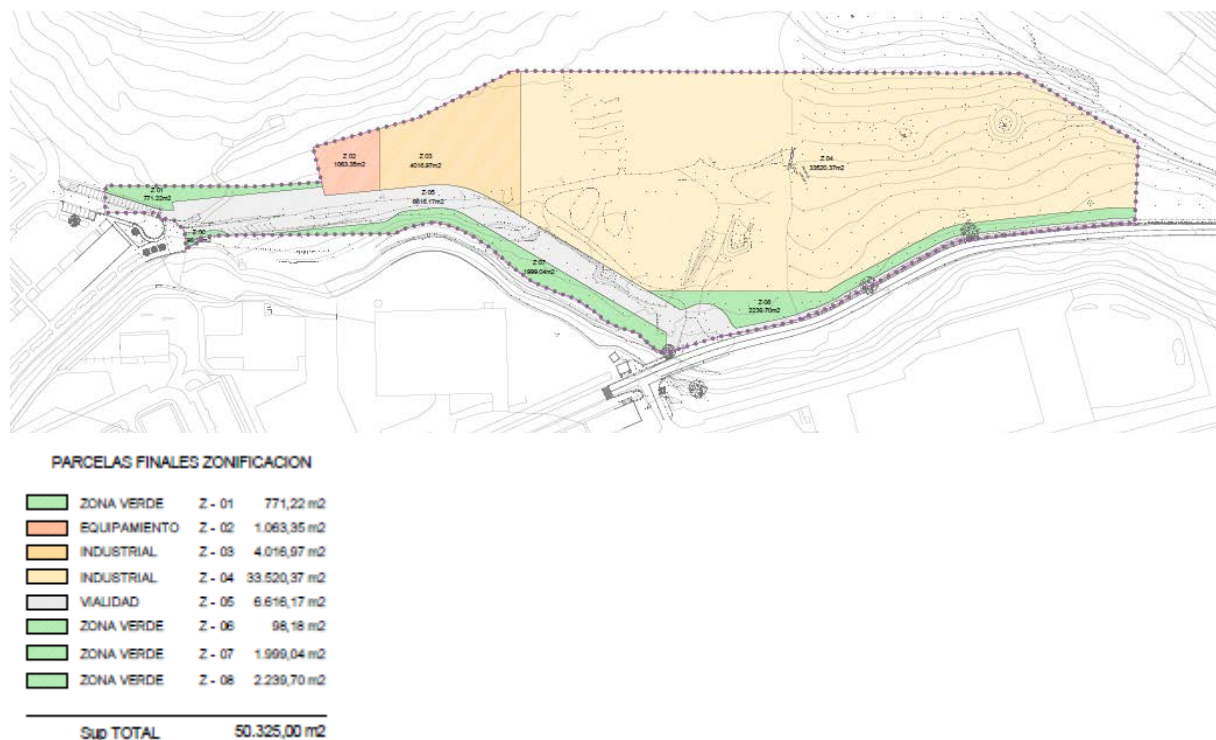 Z 02
1063.35m2
Z 03
4016.97m2
Z 04
33520.37m2
Z 01
771.22m2
Z 05
6616.17m2
Z 07
1999.04m2
Z 08
2239.70m2
PARCELAS FINALES ZONIFICACION
ZONA VERDE Z - 01 771,22 m2
EQUIPAMIENTO Z - 02 1.063,35 m2
INDUSTRIAL Z - 03 4.016,97 m2
INDUSTRIAL Z - 04 33.520,37 m2
VIALIDAD Z - 05 6.616,17 m2
ZONA VERDE Z - 06 98,18 m2
ZONA VERDE Z - 07 1.999,04 m2
ZONA VERDE Z - 08 2.239,70 m2
Sup TOTAL 50.325,00 m2